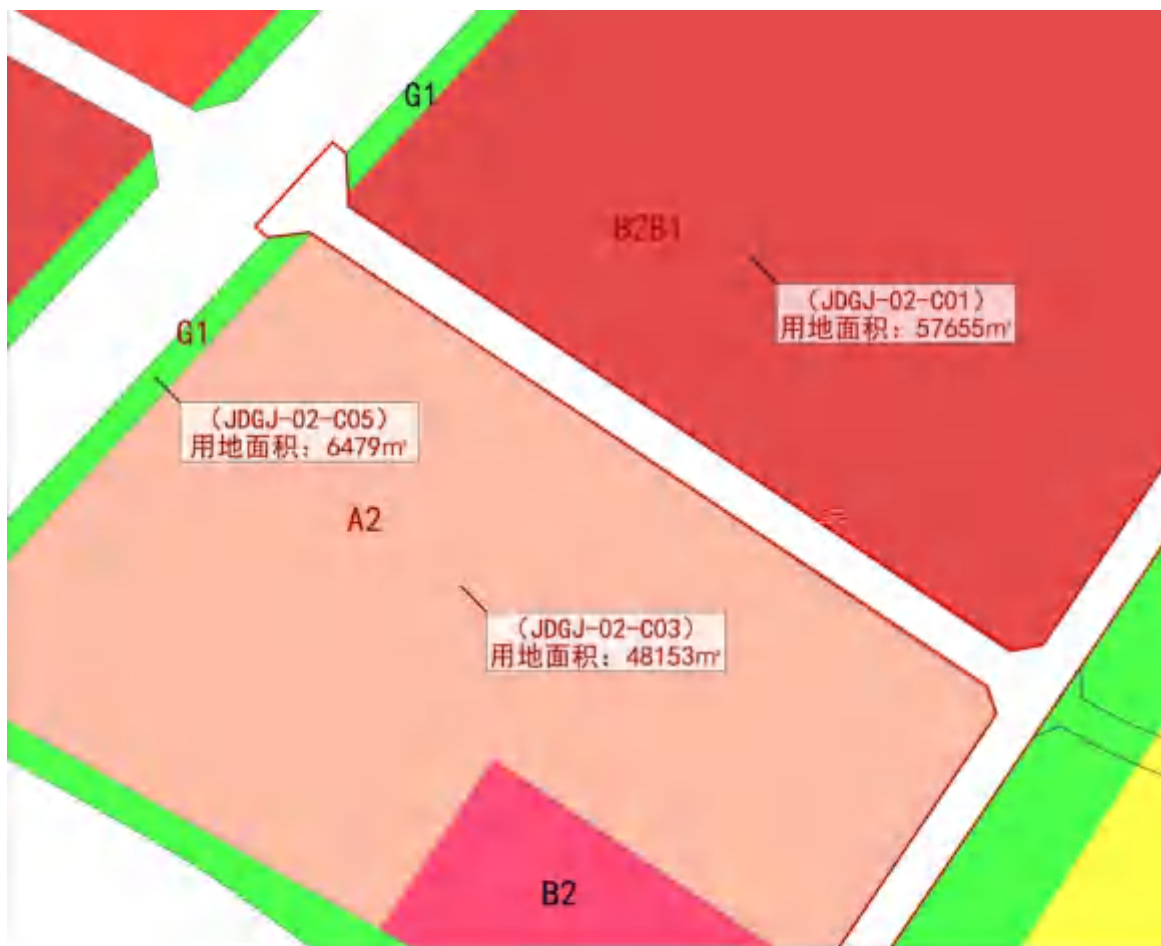 G1
B2B1
（JDGJ-02-C01）
用地面积：57655㎡
G1
（JDGJ-02-C05）
用地面积：6479㎡
A2
（JDGJ-02-C03）
用地面积：48153㎡
B2